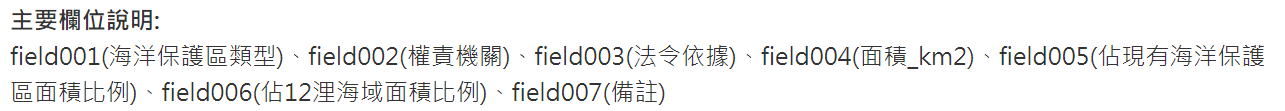 主要欄位說明:
field001(海洋保護區類型)、field002(權責機關)、field003(法令依據)、field004(面積_km2)、field005(佔現有海洋保護
區面積比例)、field006(佔12浬海域面積比例)、field007(備註)